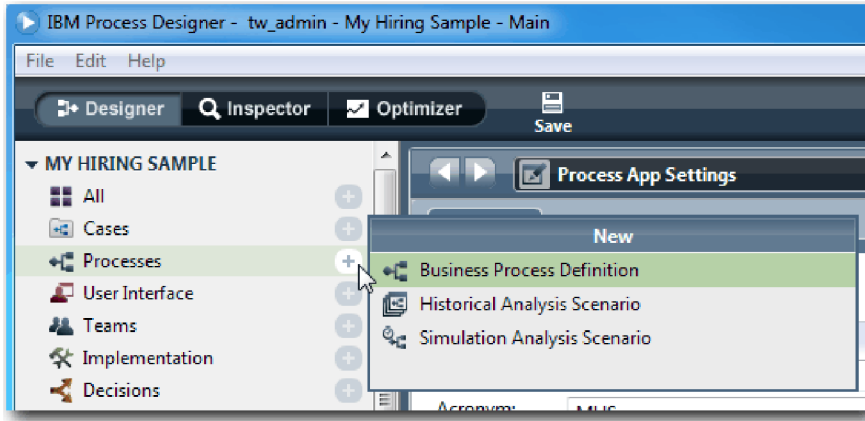 IBM Process Designer - tw_admin - My Hiring Sample - Main
File Edit Help
Designer Inspector Optimizer Save
MY HIRING SAMPLE
Process App Settings
All
Cases
New
Processes
Business Process Definition
User Interface
Historical Analysis Scenario
Teams
Simulation Analysis Scenario
Implementation
Decisions
Acronym: